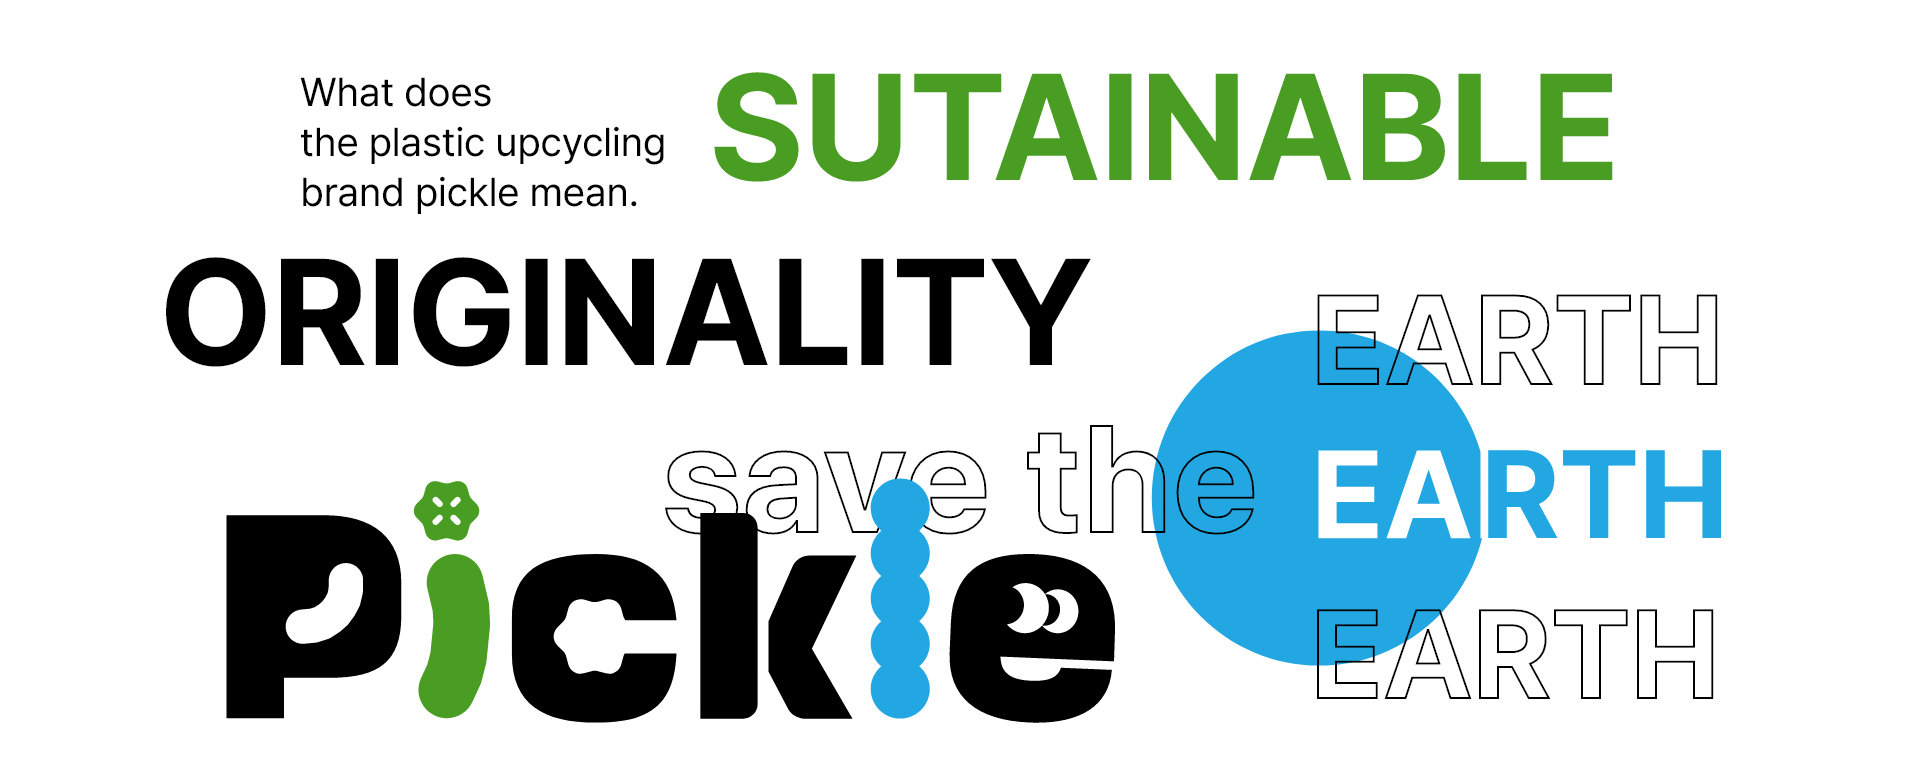 What does
the plastic upcycling
brand pickle mean.
SUTAINABLE
ORIGINALITY
EARTH
save the
EARTH
Pickle
EARTH